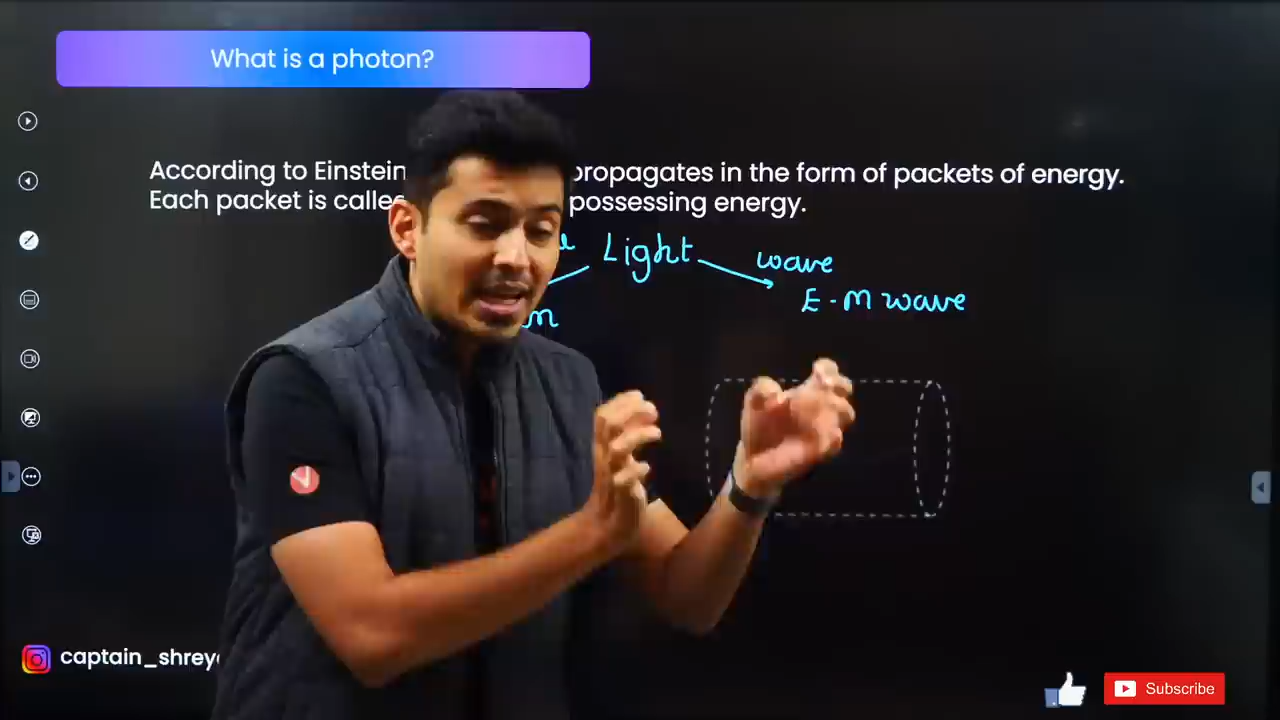 What is a photon?
According to Einstein propagates in the form of packets of energy.
Each packet is called possessing energy.
Light
wave
E-M wave
captain_shrey
Subscribe